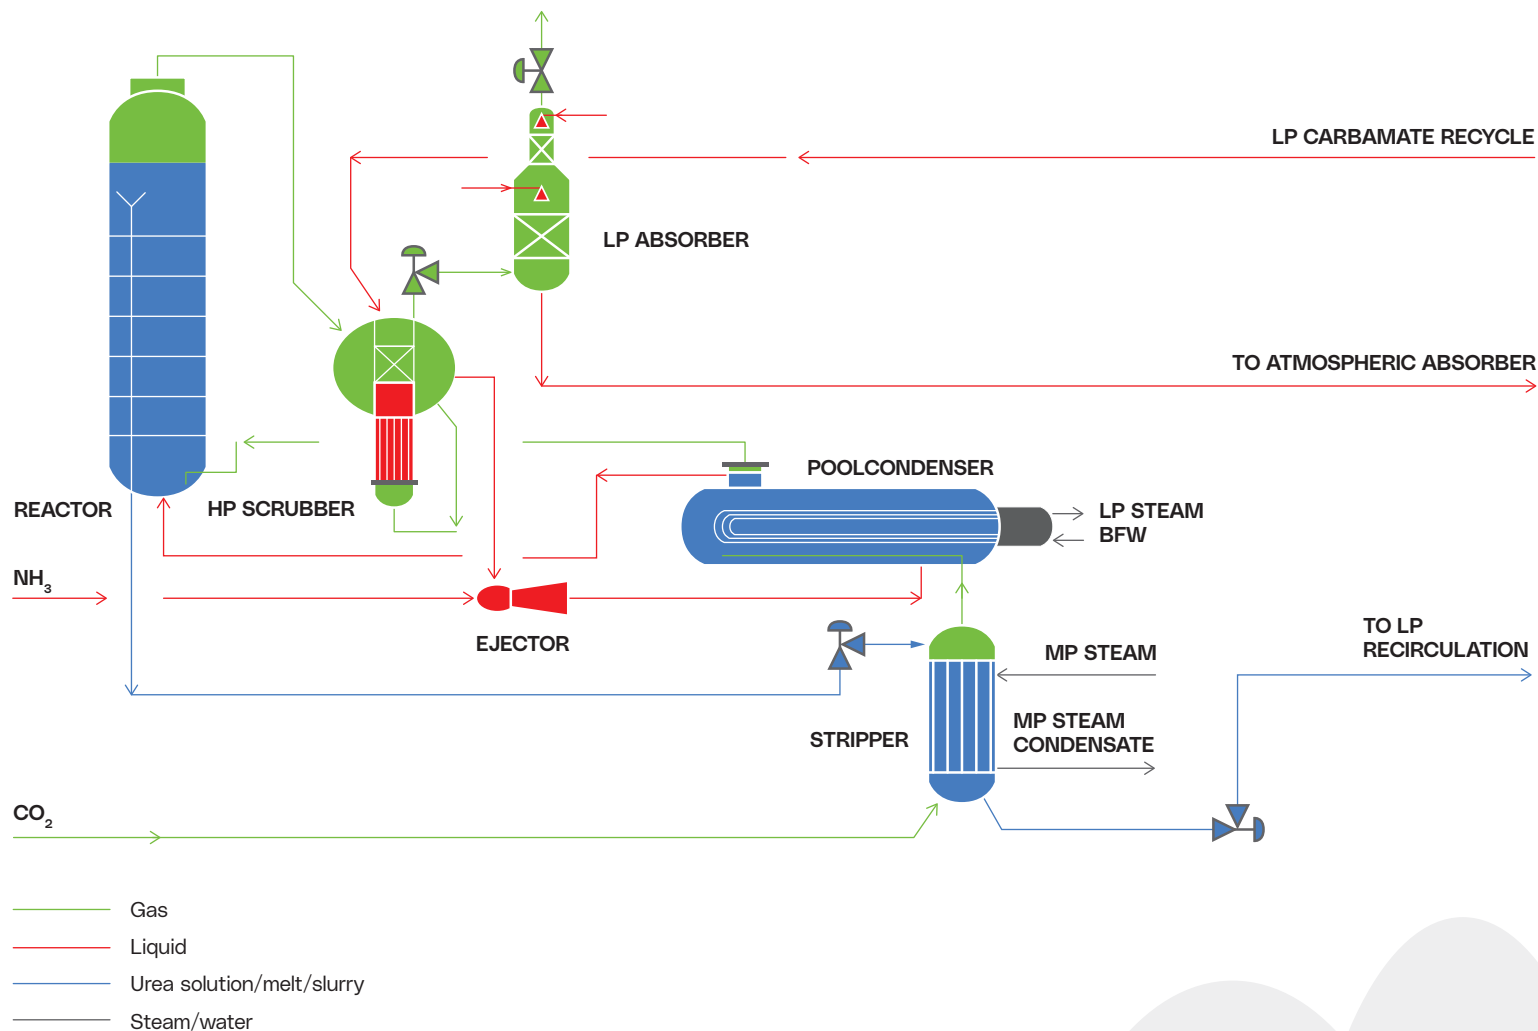 LP CARBAMATE RECYCLE
LP ABSORBER
TO ATMOSPHERIC ABSORBER
POOLCONDENSER
REACTOR
HP SCRUBBER
LP STEAM
BFW
NH3
EJECTOR
TO LP
RECIRCULATION
MP STEAM
STRIPPER
MP STEAM
CONDENSATE
CO2
Gas
Liquid
Urea solution/melt/slurry
Steam/water